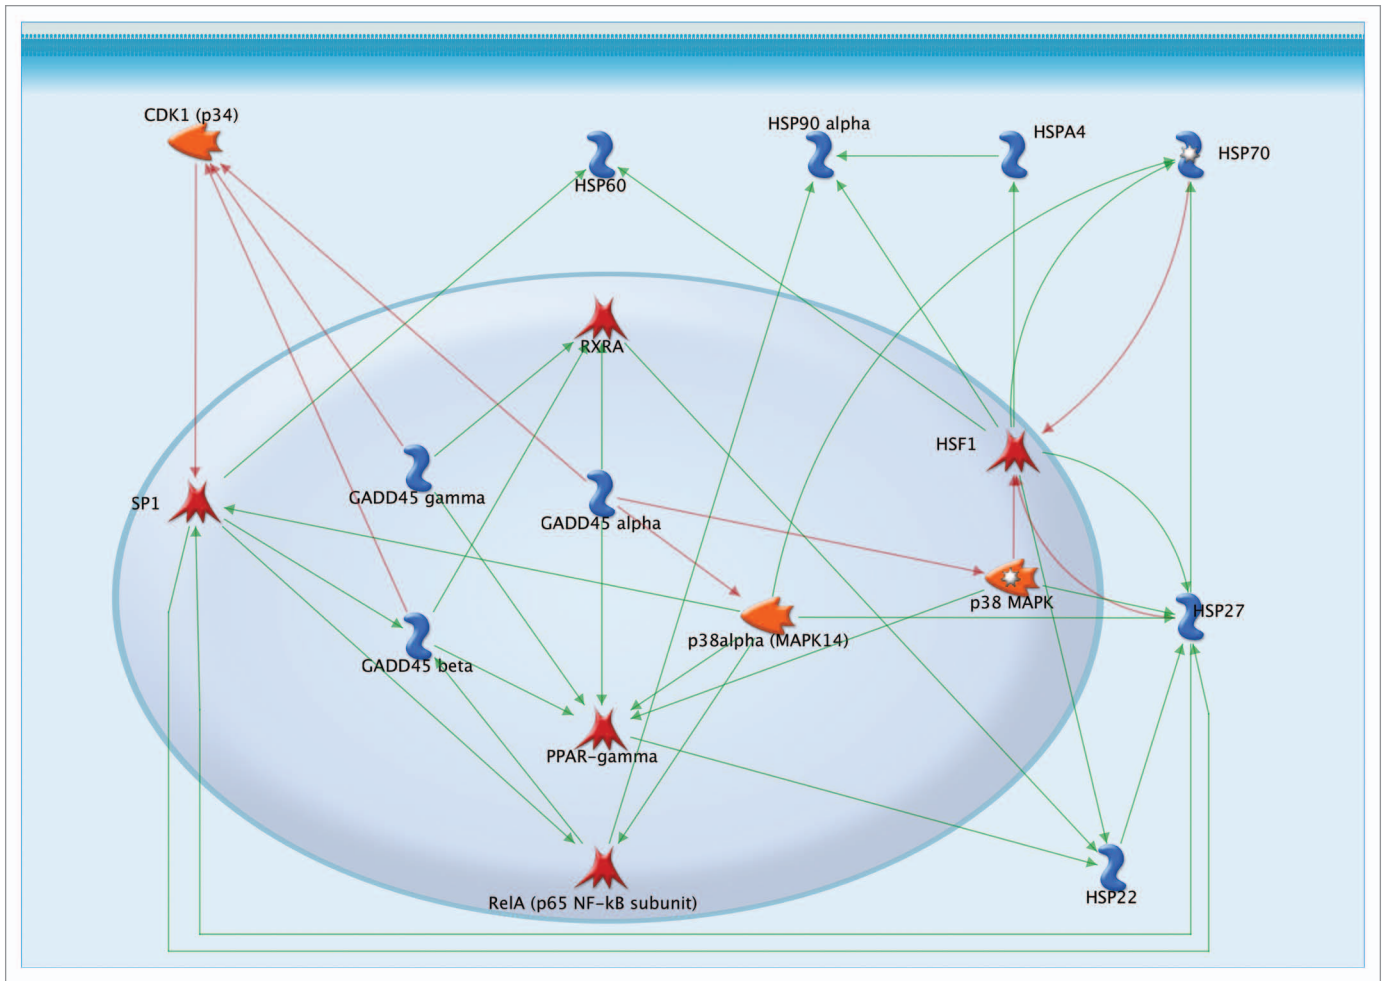 CDK1 (p34)
HSP60
HSP90 alpha
HSPA4
HSP70
RXRA
HSF1
GADD45 gamma
SP1
GADD45 alpha
p38 MAPK
HSP27
p38alpha (MAPK14)
GADD45 beta
PPAR-gamma
HSP22
RelA (p65 NF-kB subunit)